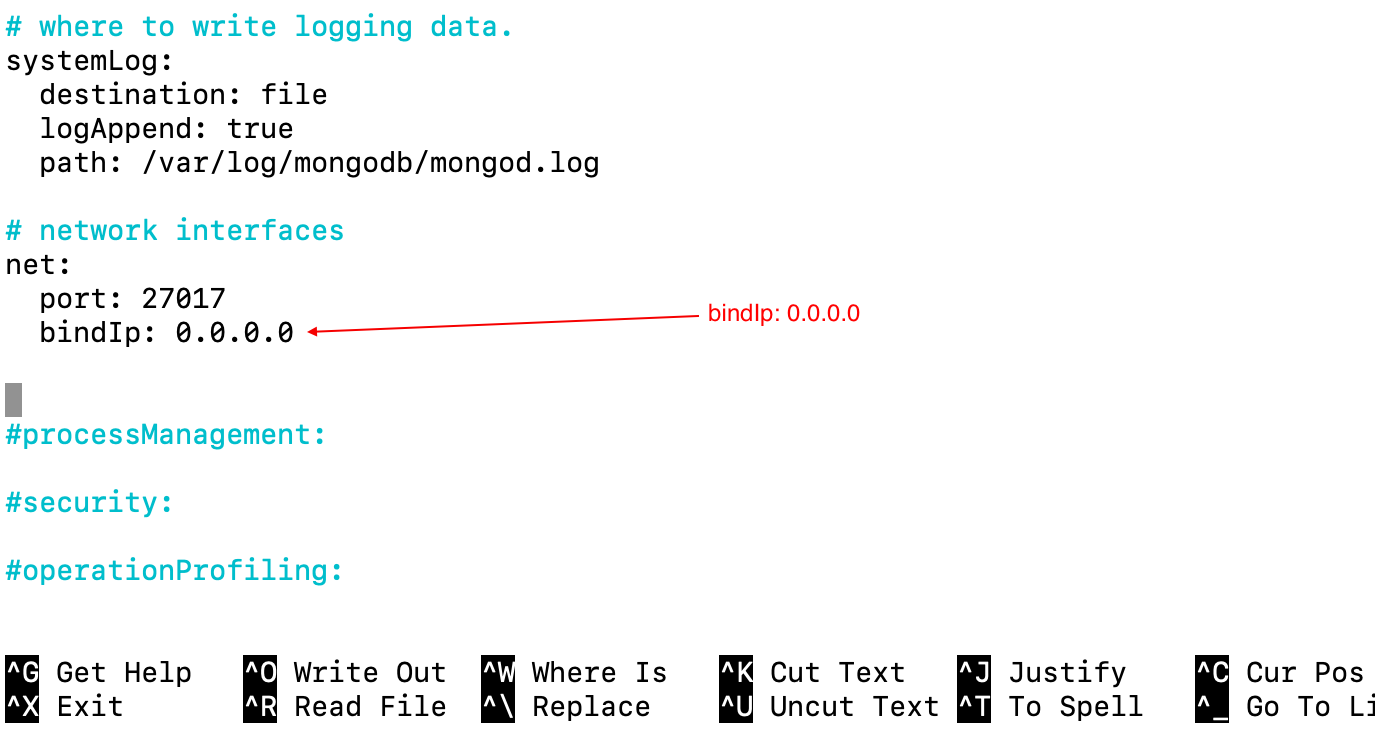 # where to write logging data.
systemLog:
  destination: file
  logAppend: true
  path: /var/log/mongodb/mongod.log
# network interfaces
net:
  port: 27017
  bindIp: 0.0.0.0
bindIp: 0.0.0.0
#processManagement:
#security:
#operationProfiling:
^G Get Help ^O Write Out ^W Where Is ^K Cut Text ^J Justify ^C Cur Pos
^X Exit ^R Read File ^\ Replace ^U Uncut Text ^T To Spell ^_ Go To Li